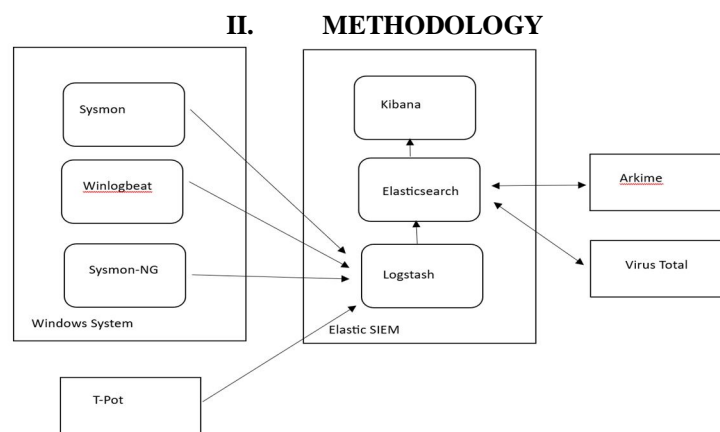 II. METHODOLOGY
Sysmon
Winlogbeat
Sysmon-NG
Windows System
Kibana
Elasticsearch
Logstash
Elastic SIEM
Arkime
Virus Total
T-Pot